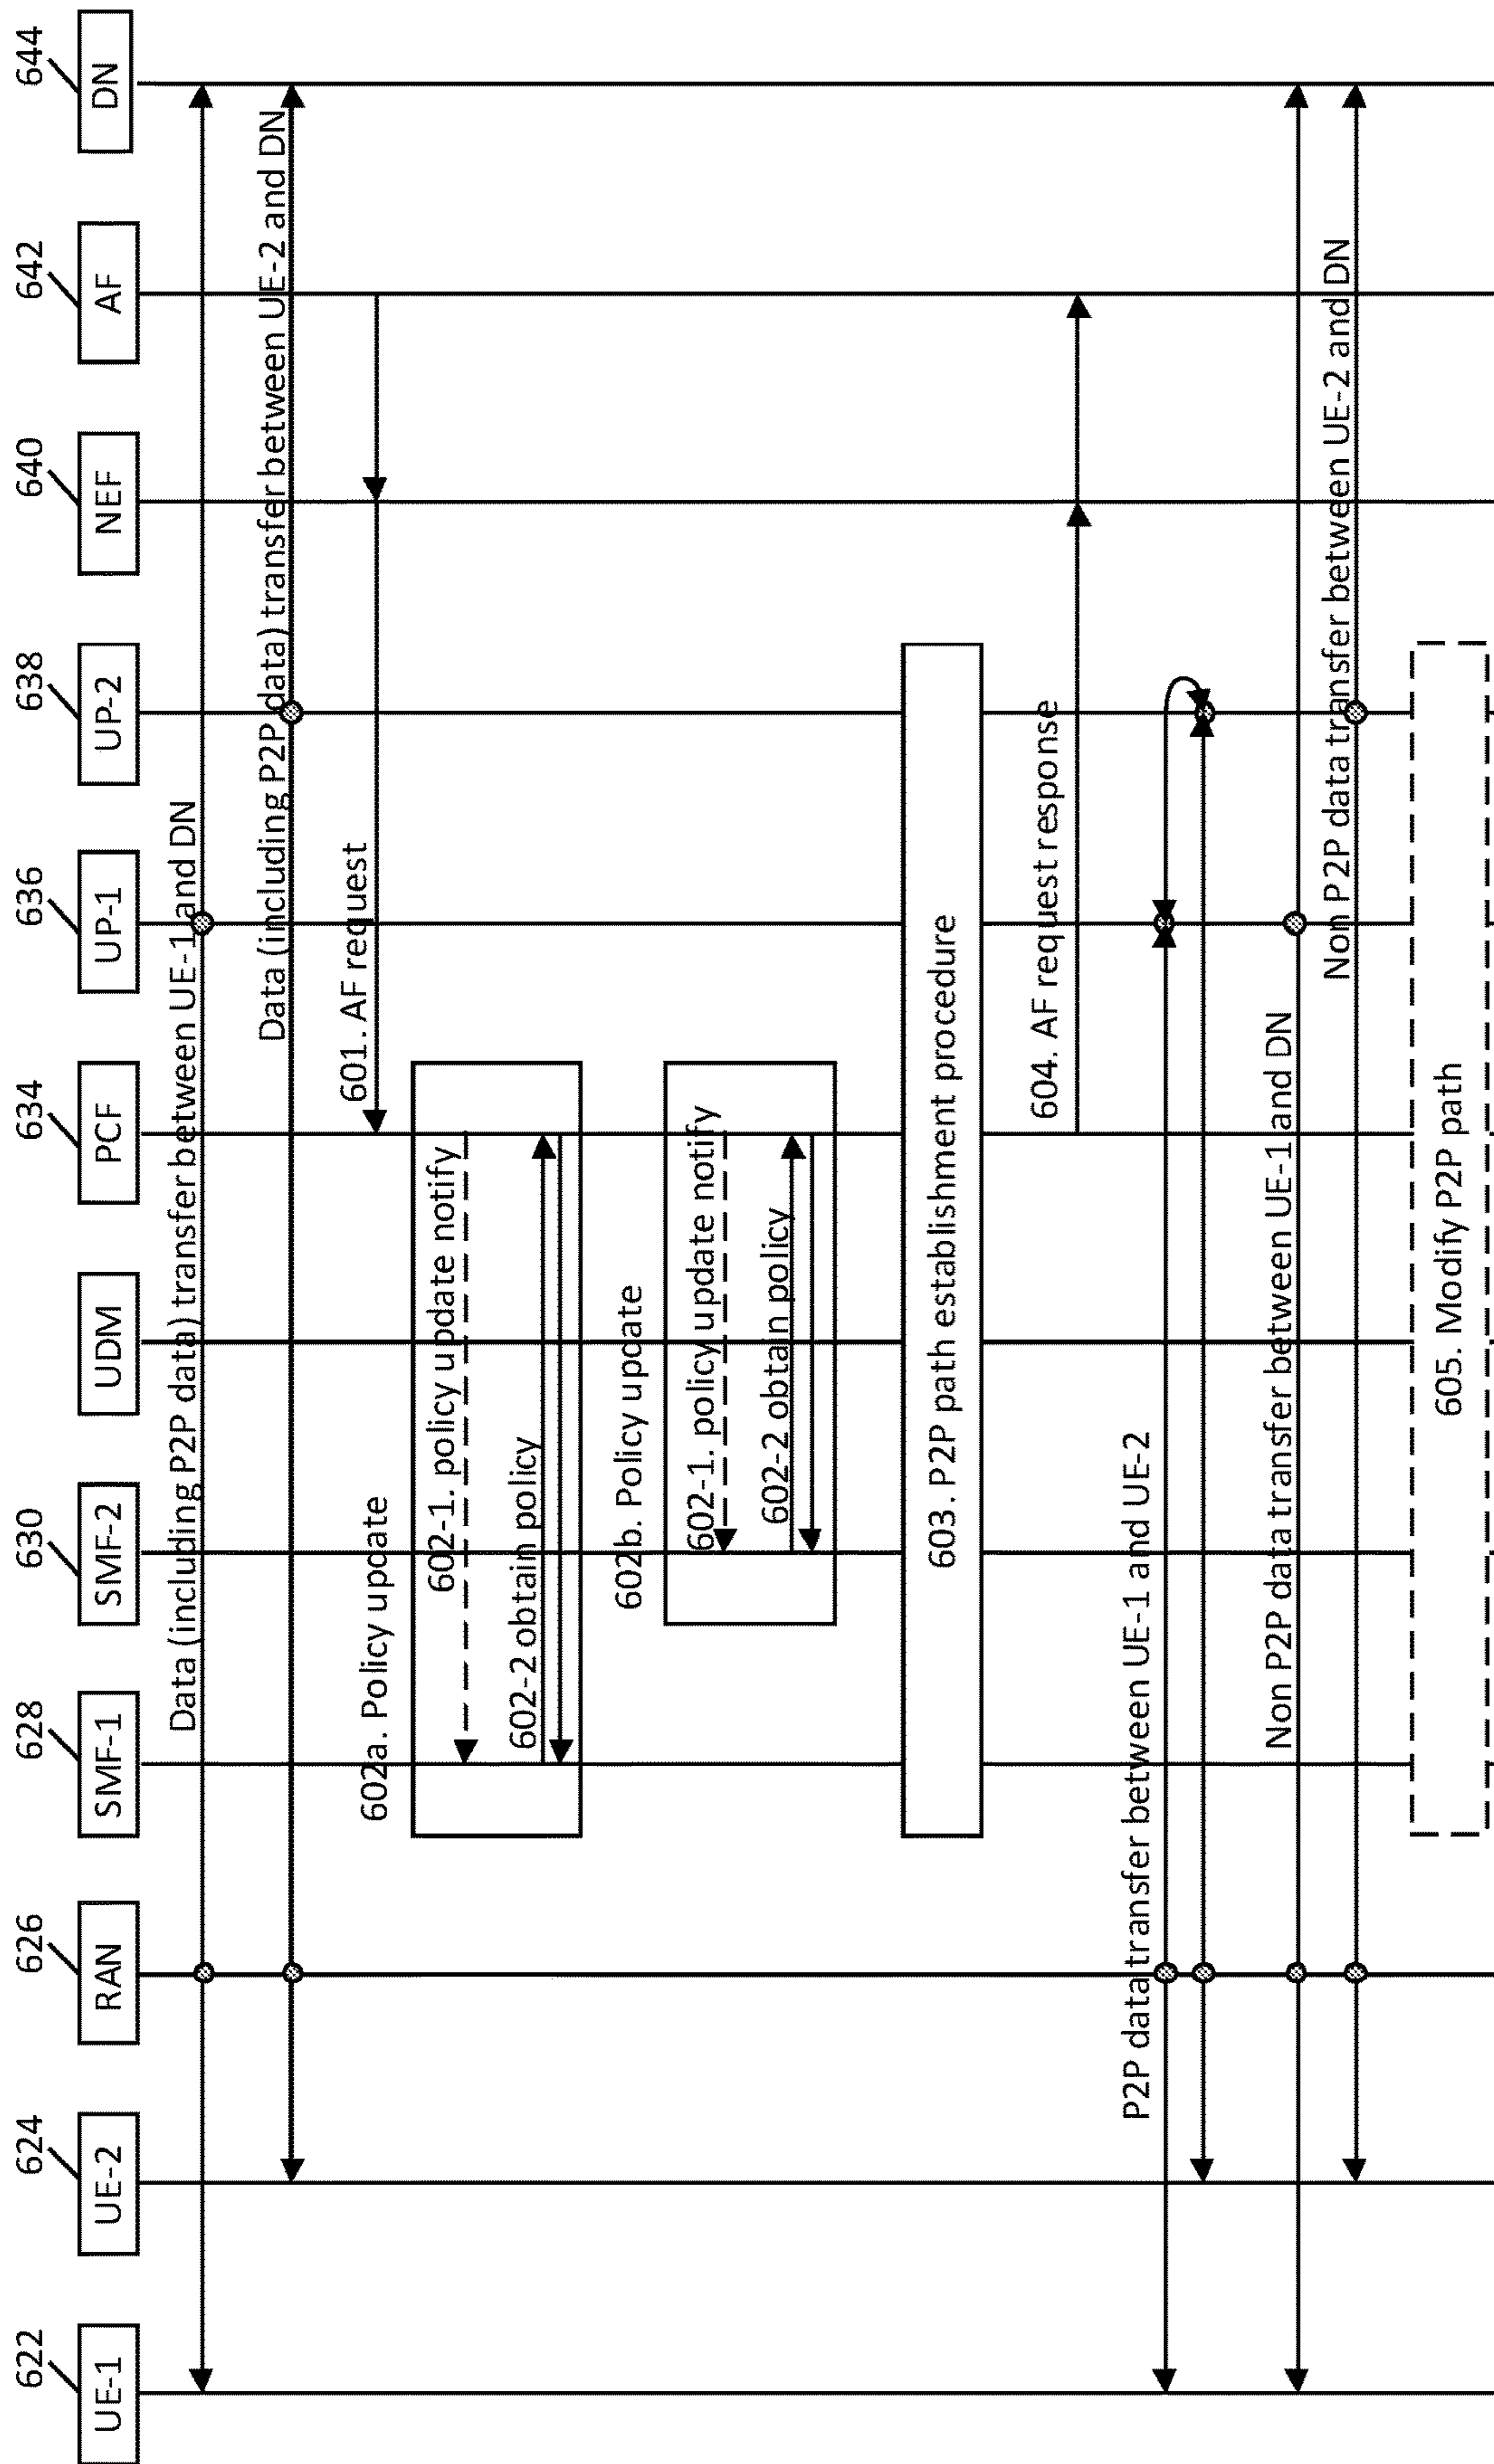 622
624
626
628
630
634
636
638
640
642
644
UE-1
UE-2
RAN
SMF-1
SMF-2
UDM
PCF
UP-1
UP-2
NEF
AF
DN
Data (including P2P data) transfer between UE-1 and DN
Data (including P2P data) transfer between UE-2 and DN
601. AF request
602a. Policy update
602-1. policy update notify
602-2 obtain policy
602b. Policy update
602-1. policy update notify
602-2 obtain policy
603. P2P path establishment procedure
604. AF request response
P2P data transfer between UE-1 and UE-2
Non P2P data transfer between UE-1 and DN
Non P2P data transfer between UE-2 and DN
605. Modify P2P path